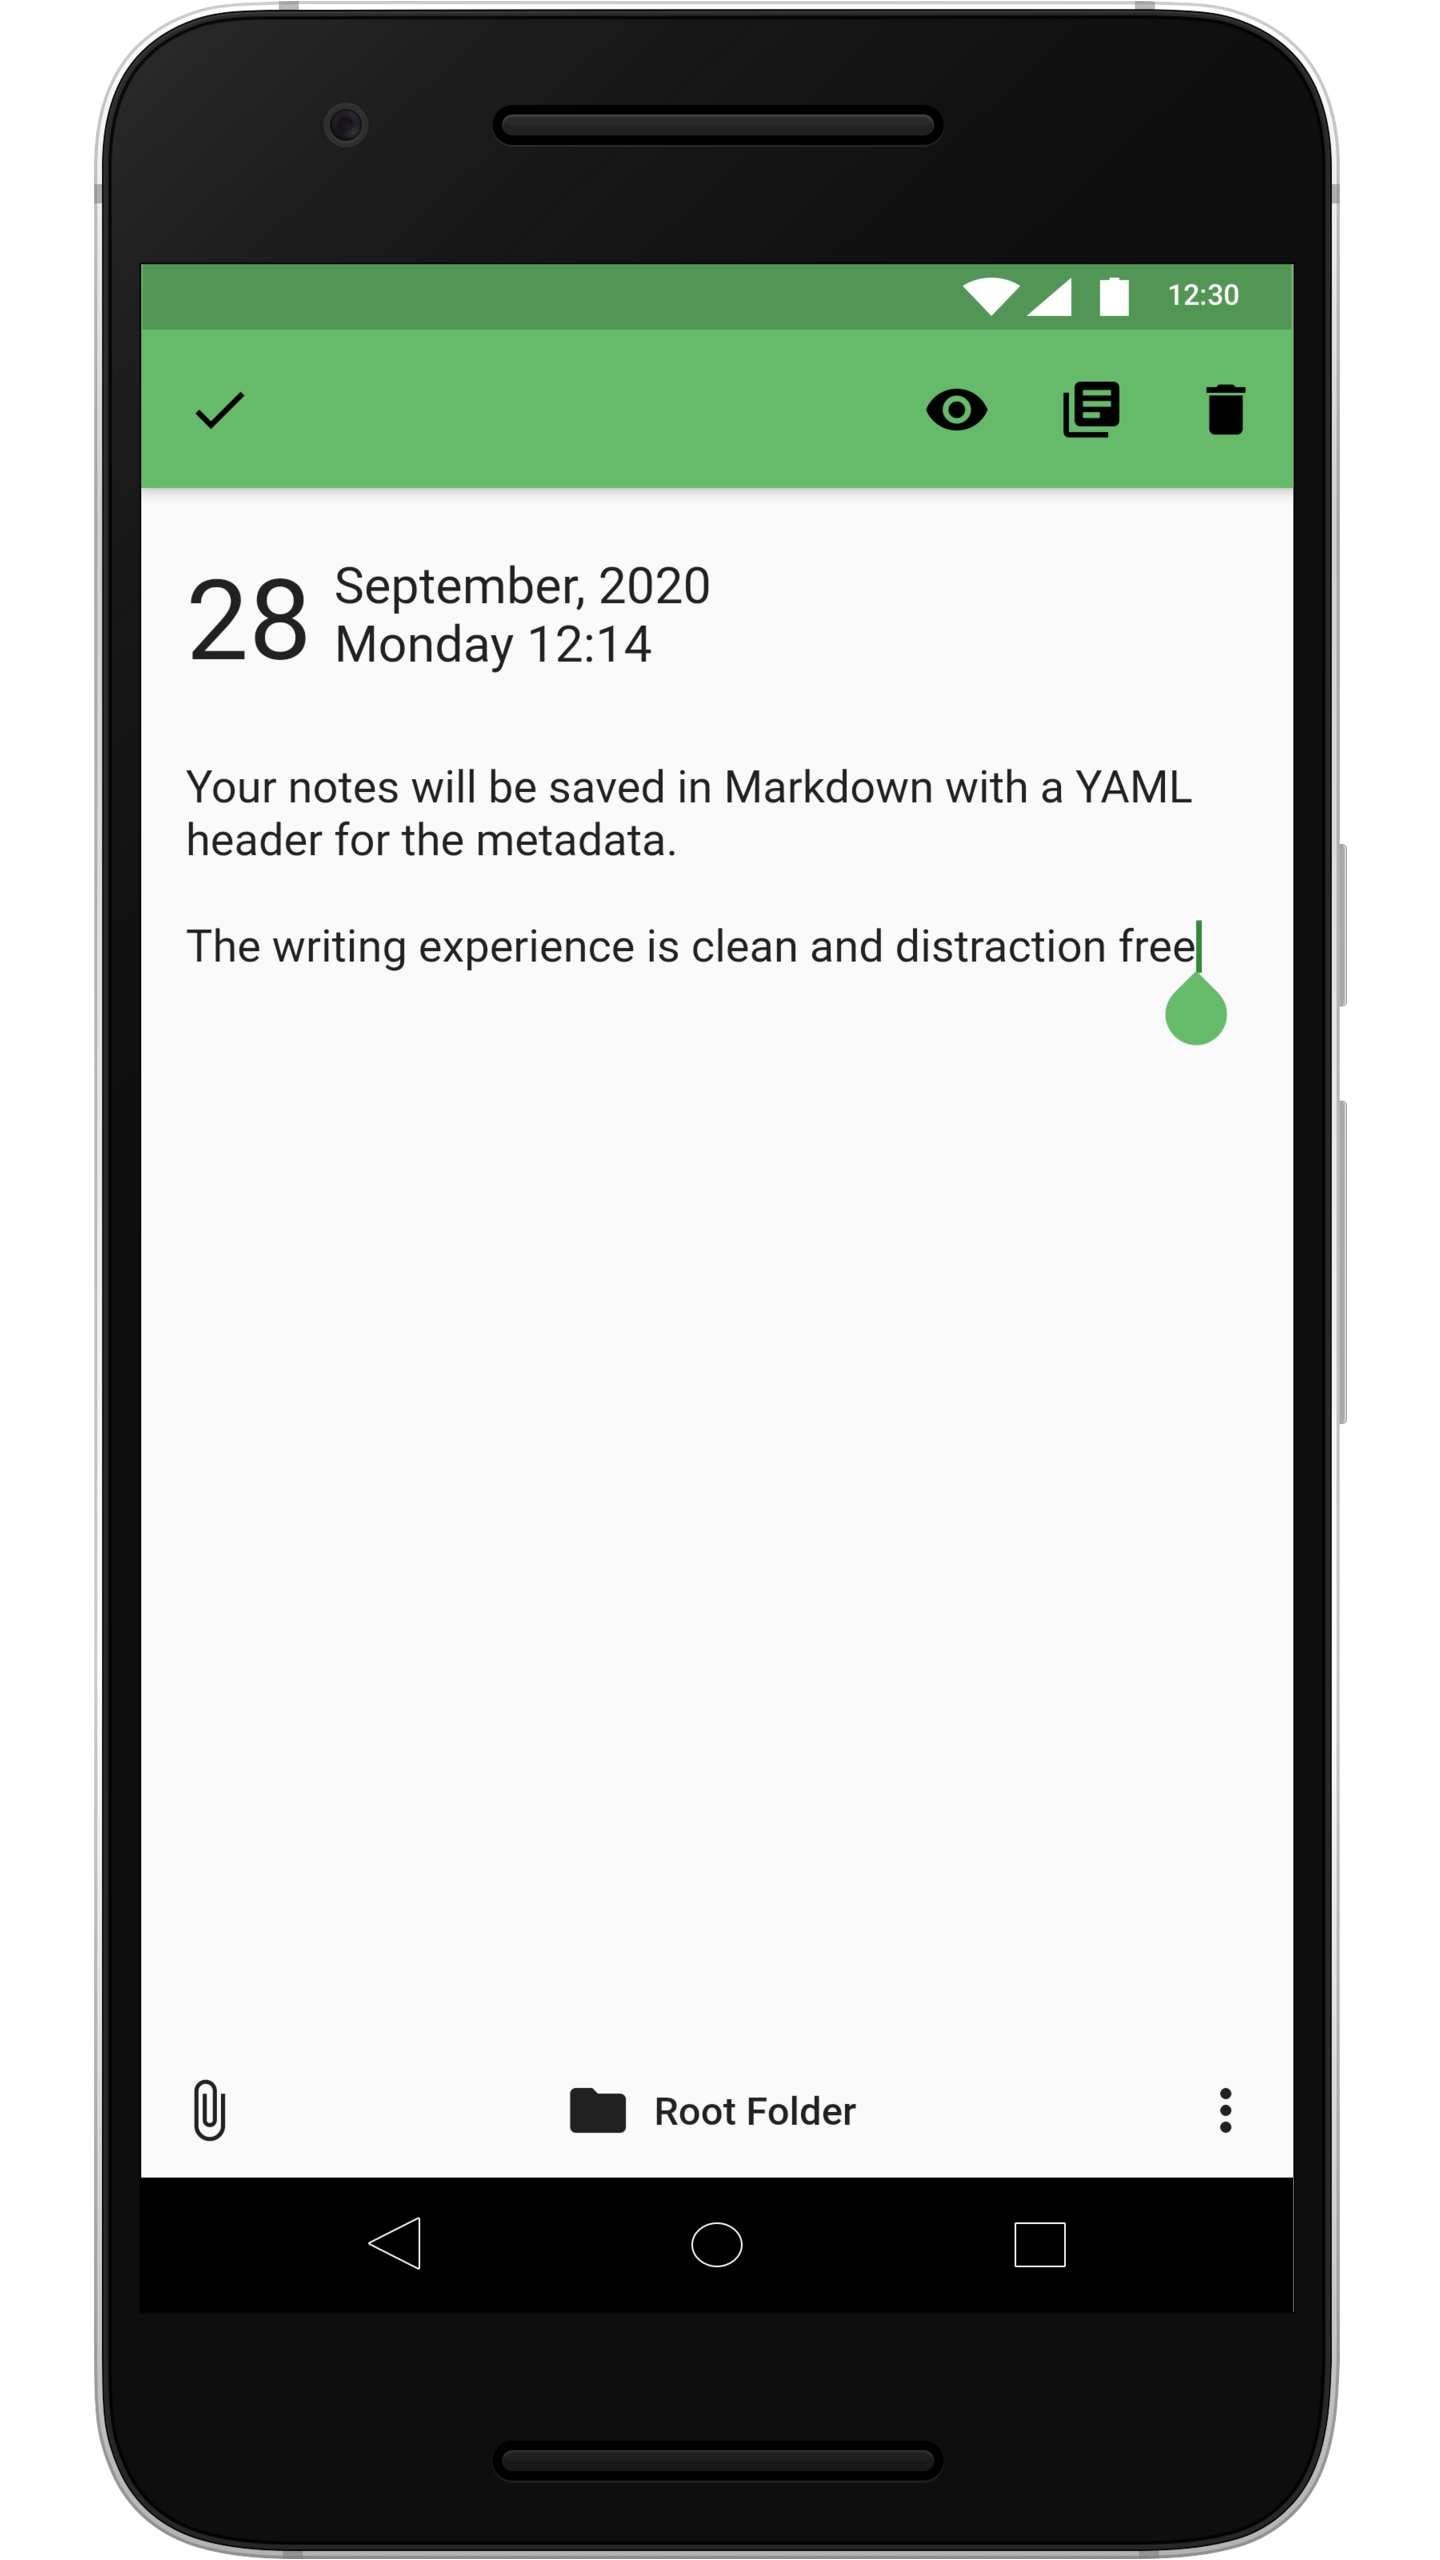 12:30
28
September, 2020
Monday 12:14
Your notes will be saved in Markdown with a YAML
header for the metadata.
The writing experience is clean and distraction free
Root Folder